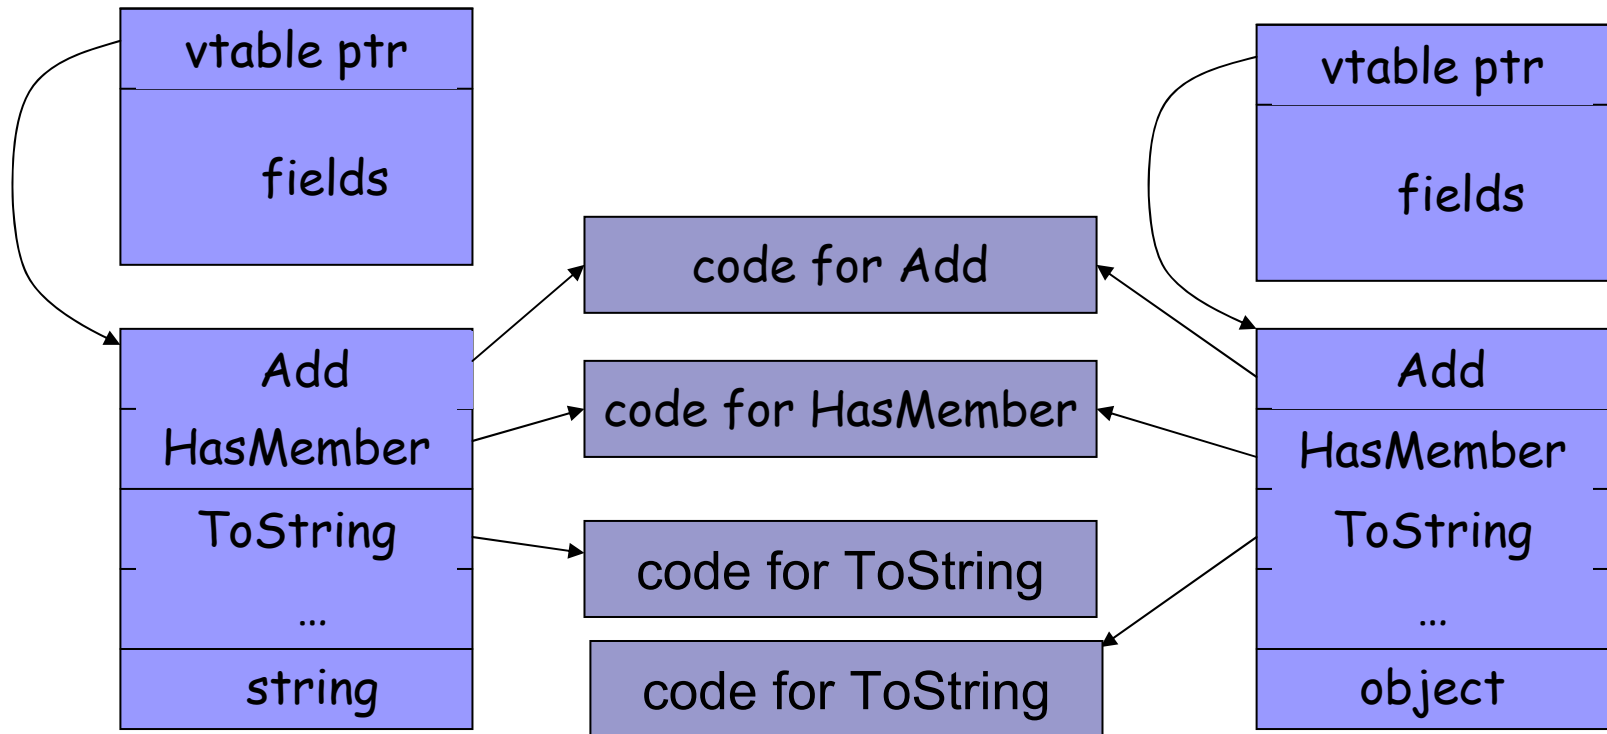 vtable ptr
fields
Add
HasMember
ToString
...
string
code for Add
code for HasMember
code for ToString
code for ToString
vtable ptr
fields
Add
HasMember
ToString
...
object